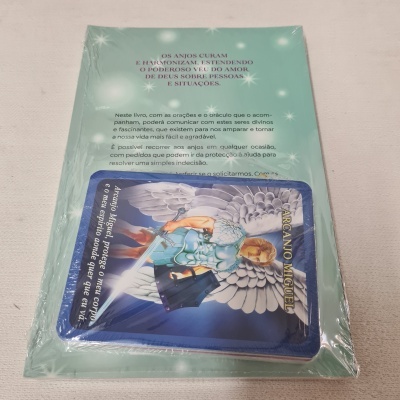 OS ANJOS CURAM
E HARMONIZAM, ESTENDENDO
O PODEROSO VÉU DO AMOR
DE DEUS SOBRE PESSOAS
E SITUAÇÕES.
Neste livro, com as orações e o oráculo que o acom-
panham, poderá comunicar com estes seres divinos
e fascinantes, que existem para nos amparar e tornar
a nossa vida mais fácil e agradável.
É possível recorrer aos anjos em qualquer ocasião,
com pedidos que podem ir da protecção à ajuda para
resolver uma simples indecisão.
se o solicitarmos.
ARCANJO MIGUEL
Arcanjo Miguel, protege o meu corpo
e o meu espírito aonde quer que eu vá...